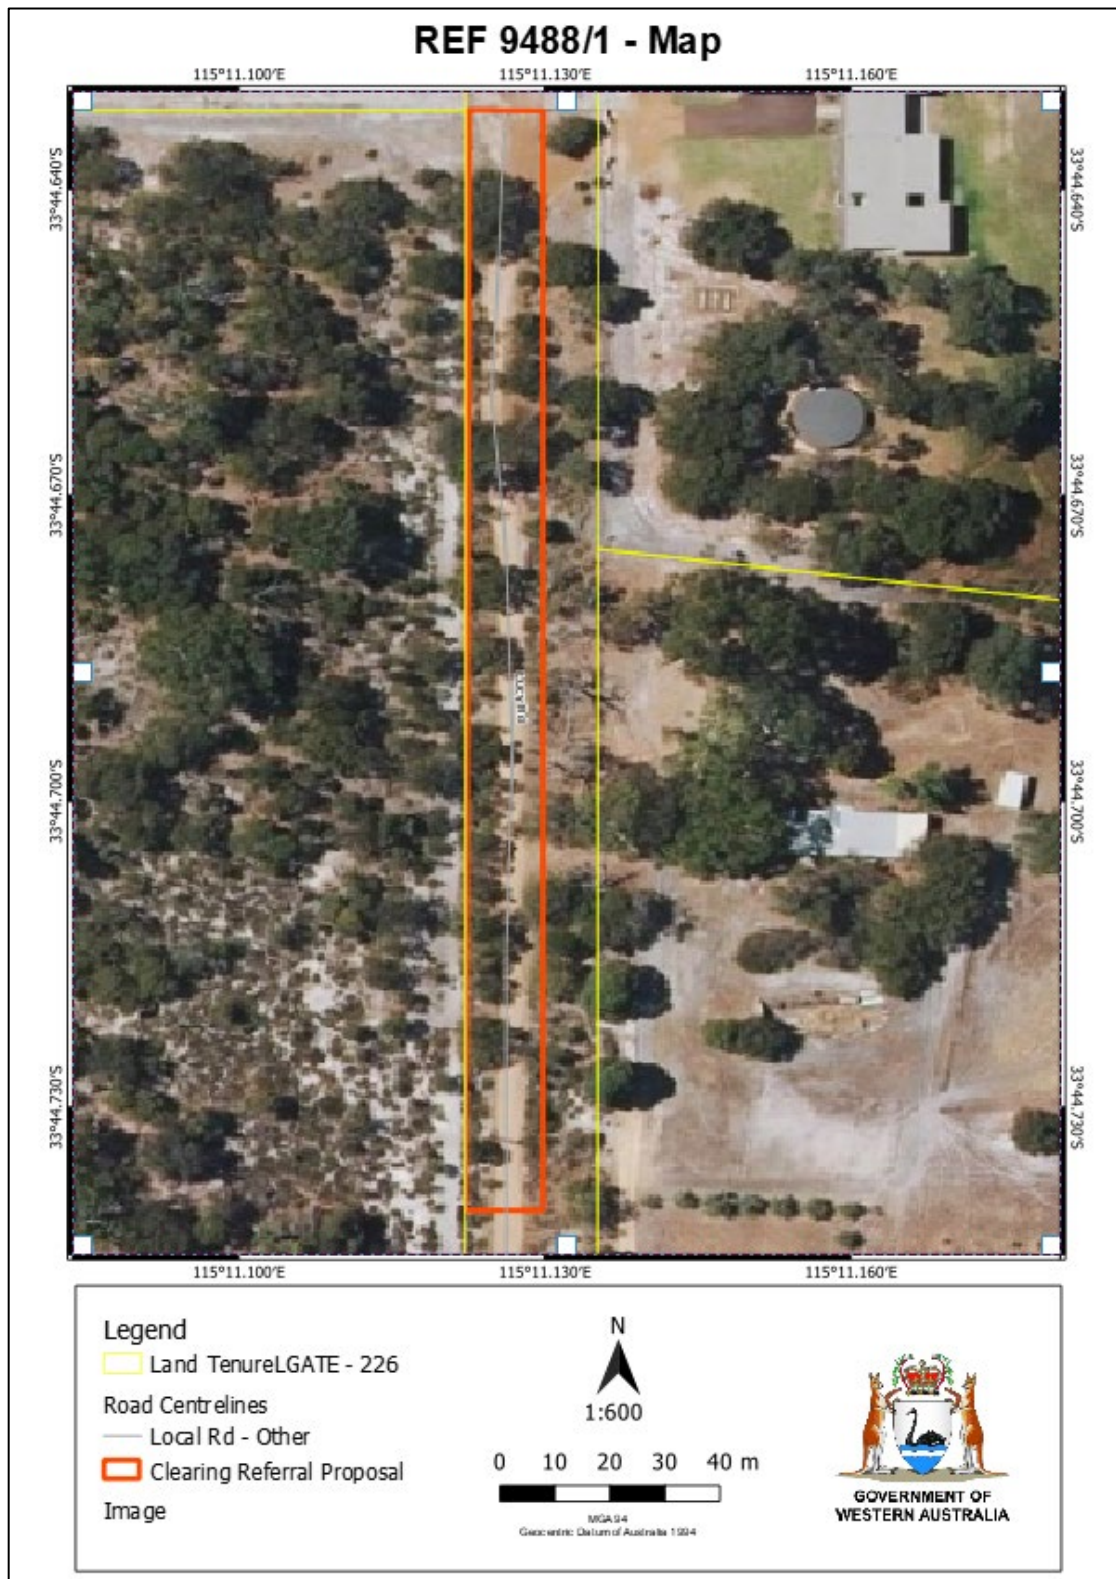 REF 9488/1 - Map
115°11.100'E 115°11.130'E 115°11.160'E
33°44.640'S 33°44.640'S
33°44.670'S 33°44.670'S
33°44.700'S 33°44.700'S
33°44.730'S 33°44.730'S
115°11.100'E 115°11.130'E 115°11.160'E
Legend
Land TenureLGATE - 226
Road Centrelines
Local Rd - Other
Clearing Referral Proposal
Image
N
1:600
0 10 20 30 40 m
MGA 94
Geocentric Datum of Australia 1994
GOVERNMENT OF
WESTERN AUSTRALIA